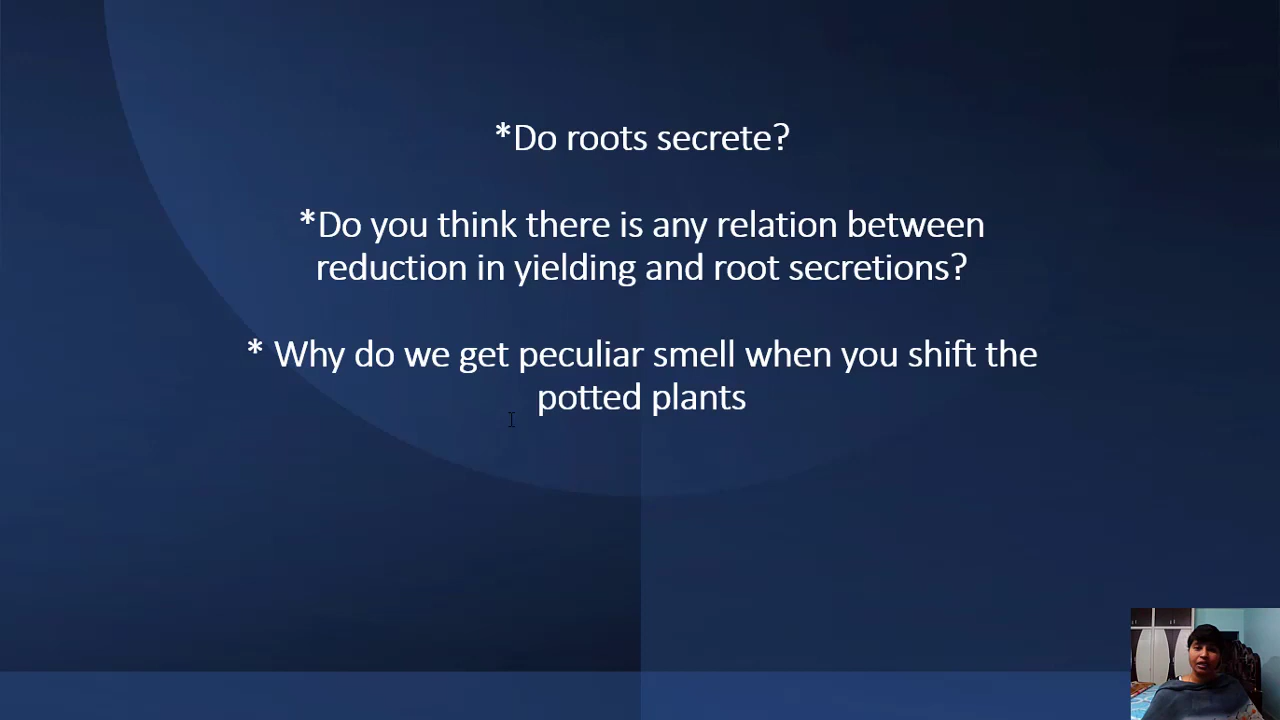 *Do roots secrete?
*Do you think there is any relation between
reduction in yielding and root secretions?
* Why do we get peculiar smell when you shift the
potted plants